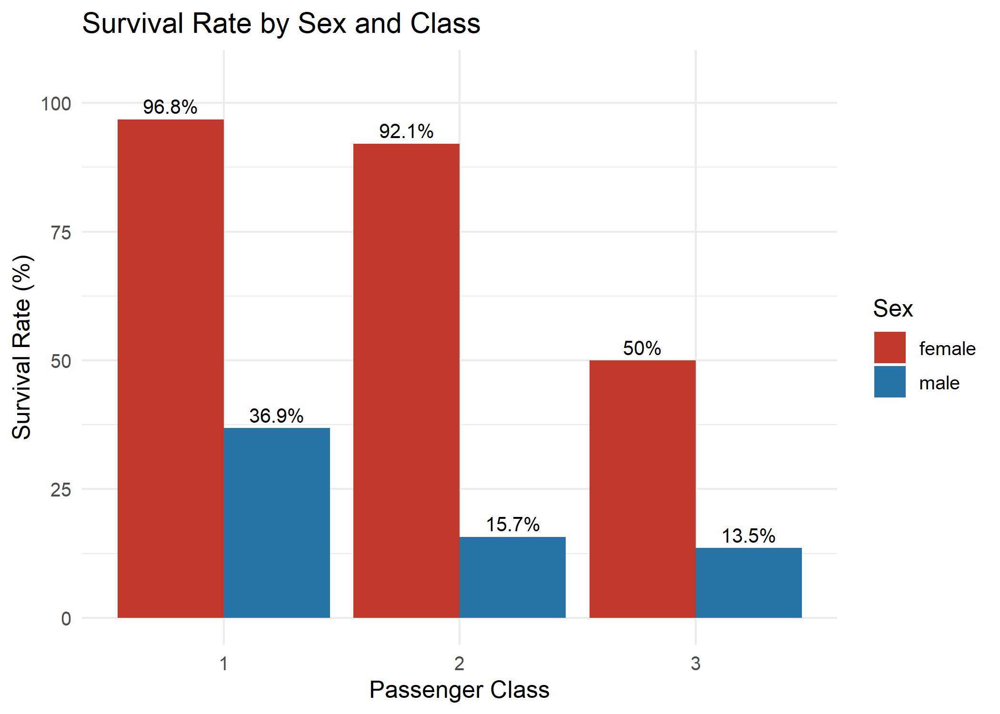 Survival Rate by Sex and Class
Survival Rate (%)
100
75
50
25
0
96.8%
36.9%
92.1%
15.7%
50%
13.5%
1
2
3
Passenger Class
Sex
female
male